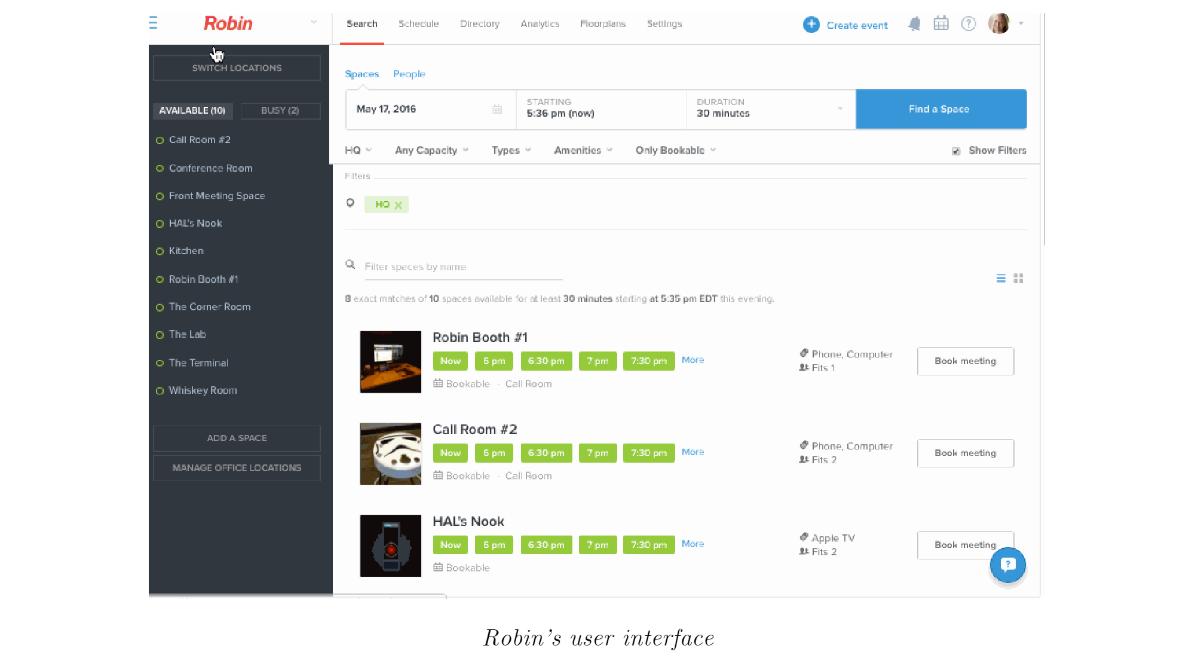 Robin
Search Schedule Directory Analytics Floorplans Settings
Create event
SWITCH LOCATIONS
AVAILABLE (10) BUSY (2)
Call Room #2
Conference Room
Front Meeting Space
HAL's Nook
Kitchen
Robin Booth #1
The Corner Room
The Lab
The Terminal
Whiskey Room
ADD A SPACE
MANAGE OFFICE LOCATIONS
Spaces People
May 17, 2016
STARTING
5:36 pm (now)
DURATION
30 minutes
Find a Space
HQ Any Capacity Types Amenities Only Bookable Show Filters
Filters
HQ
Filter spaces by name
8 exact matches of 10 spaces available for at least 30 minutes starting at 5:35 pm EDT this evening.
Robin Booth #1
Now 6 pm 6:30 pm 7 pm 7:30 pm More
Bookable · Call Room
Phone, Computer
Fits 1
Book meeting
Call Room #2
Now 6 pm 6:30 pm 7 pm 7:30 pm More
Bookable · Call Room
Phone, Computer
Fits 2
Book meeting
HAL's Nook
Now 6 pm 6:30 pm 7 pm 7:30 pm More
Bookable
Apple TV
Fits 2
Book meeting
Robin's user interface